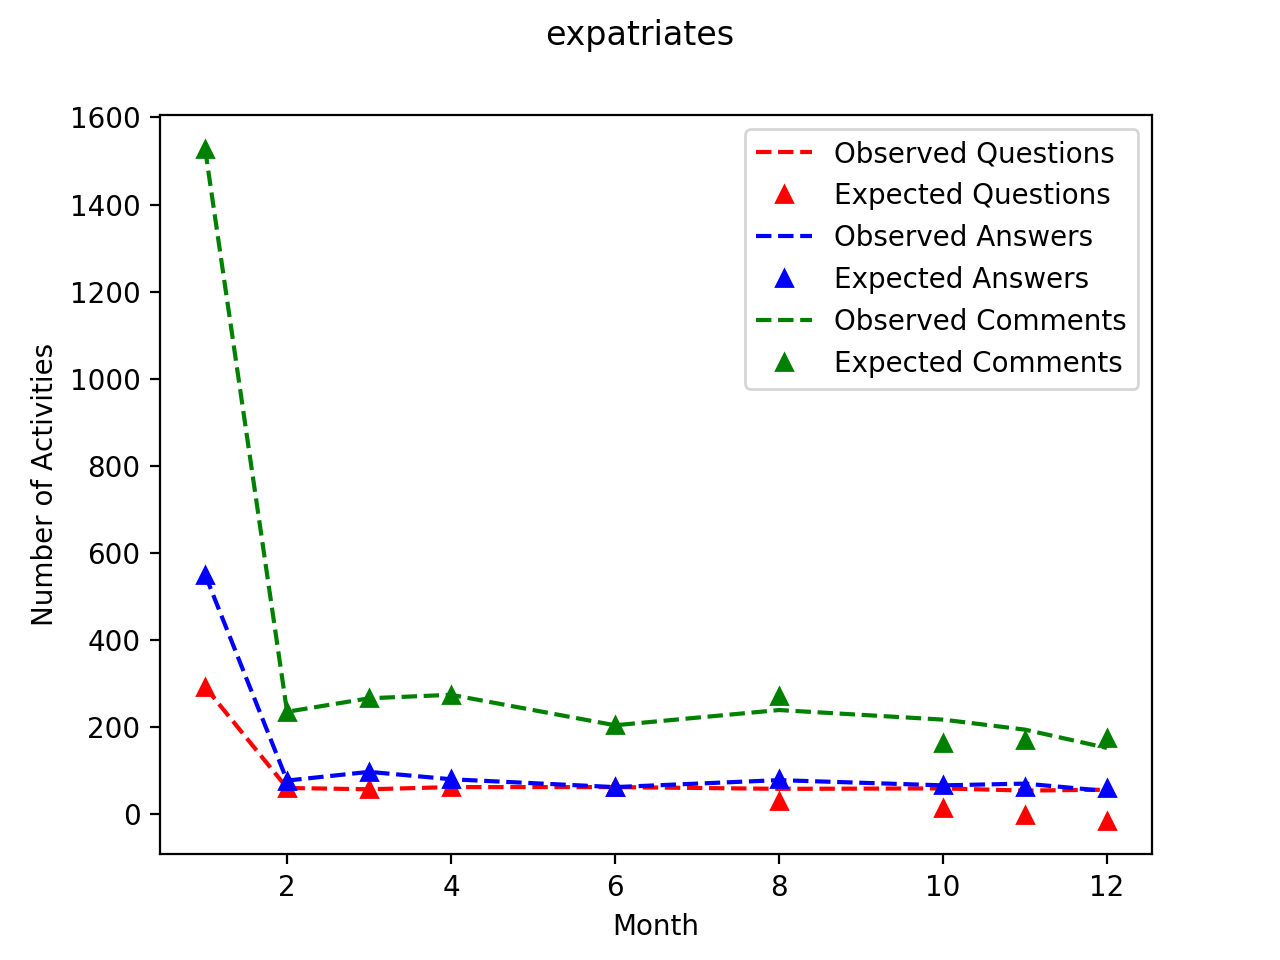 expatriates
1600
1400
1200
1000
800
600
400
200
0
Number of Activities
Observed Questions
Expected Questions
Observed Answers
Expected Answers
Observed Comments
Expected Comments
2 4 6 8 10 12
Month